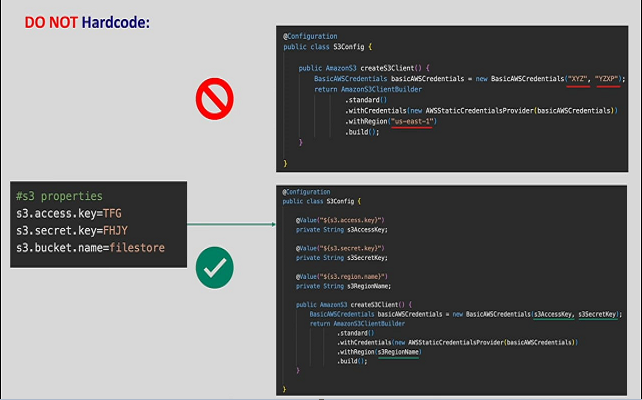 DO NOT Hardcode:
@Configuration
public class S3Config {
public AmazonS3 createS3Client() {
BasicAWSCredentials basicAWSCredentials = new BasicAWSCredentials("XYZ", "YZXP");
return AmazonS3ClientBuilder
.standard()
.withCredentials(new AWSStaticCredentialsProvider(basicAWSCredentials))
.withRegion("us-east-1")
.build();
}
}
#s3 properties
s3.access.key=TFG
s3.secret.key=FHJY
s3.bucket.name=filestore
@Configuration
public class S3Config {
@Value("${s3.access.key}")
private String s3AccessKey;
@Value("${s3.secret.key}")
private String s3SecretKey;
@Value("${s3.region.name}")
private String s3RegionName;
public AmazonS3 createS3Client() {
BasicAWSCredentials basicAWSCredentials = new BasicAWSCredentials(s3AccessKey, s3SecretKey);
return AmazonS3ClientBuilder
.standard()
.withCredentials(new AWSStaticCredentialsProvider(basicAWSCredentials))
.withRegion(s3RegionName)
.build();
}
}